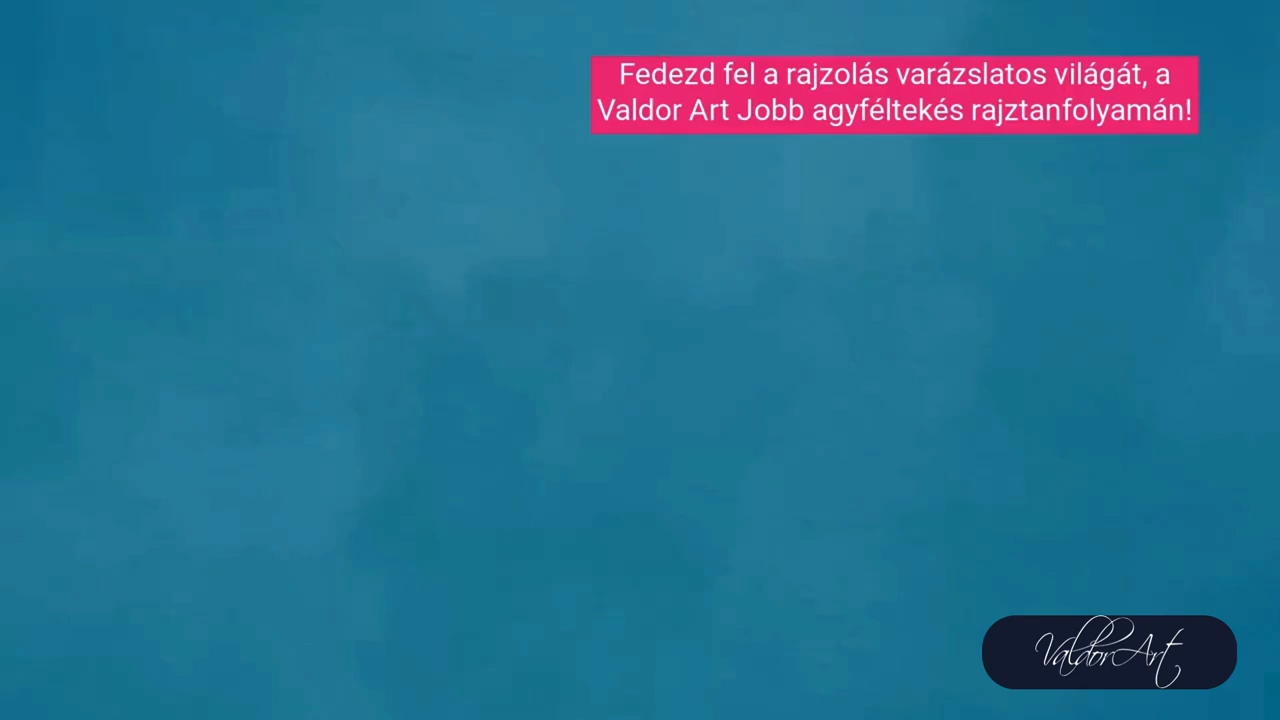 Fedezd fel a rajzolás varázslatos világát, a
Valdor Art Jobb agyféltekés rajztanfolyamán!
ValdorArt